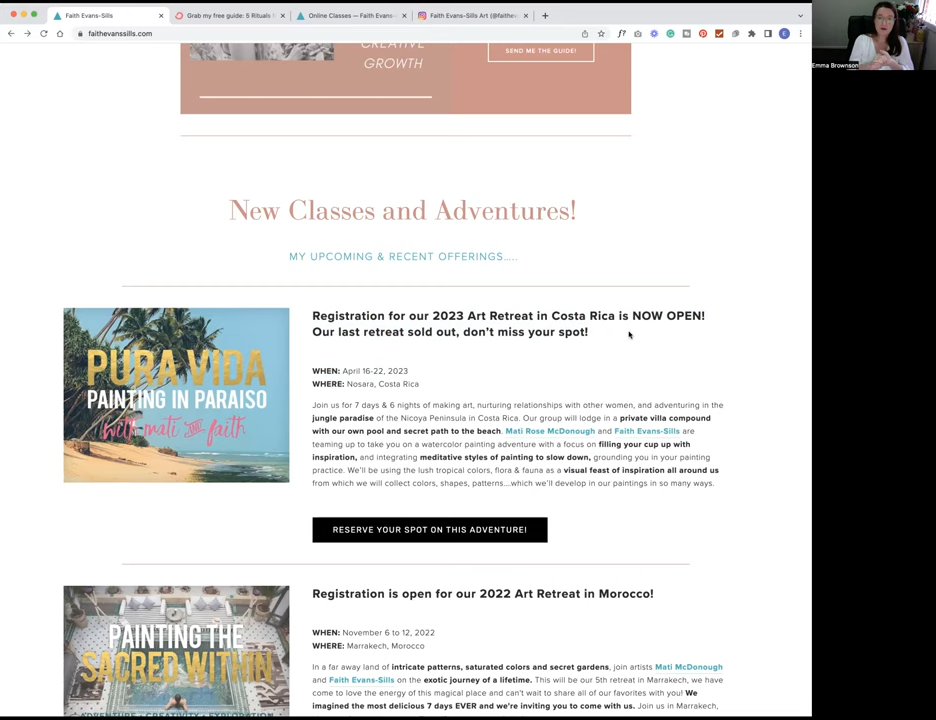 Faith Evans-Sills
Grab my free guide: 5 Rituals
Online Classes — Faith Evans-
Instagram
Faith Evans-Sills Art (@faithev
faithevanssills.com
Emma Brownson
CREATIVE
GROWTH
SEND ME THE GUIDE!
New Classes and Adventures!
MY UPCOMING & RECENT OFFERINGS.....
PURA VIDA
PAINTING IN PARAISO
with mati AND faith
Registration for our 2023 Art Retreat in Costa Rica is NOW OPEN!
Our last retreat sold out, don't miss your spot!
WHEN: April 16-22, 2023
WHERE: Nosara, Costa Rica
Join us for 7 days & 6 nights of making art, nurturing relationships with other women, and adventuring in the
jungle paradise of the Nicoya Peninsula in Costa Rica. Our group will lodge in a private villa compound
with our own pool and secret path to the beach. Mati Rose McDonough and Faith Evans-Sills are
teaming up to take you on a watercolor painting adventure with a focus on filling your cup up with
inspiration, and integrating meditative styles of painting to slow down, grounding you in your painting
practice. We'll be using the lush tropical colors, flora & fauna as a visual feast of inspiration all around us
from which we will collect colors, shapes, patterns....which we'll develop in our paintings in so many ways.
RESERVE YOUR SPOT ON THIS ADVENTURE!
PAINTING THE
SACRED WITHIN
ADVENTURE • CREATIVITY • EXPLORATION
Registration is open for our 2022 Art Retreat in Morocco!
WHEN: November 6 to 12, 2022
WHERE: Marrakech, Morocco
In a far away land of intricate patterns, saturated colors and secret gardens, join artists Mati McDonough
and Faith Evans-Sills on the exotic journey of a lifetime. This will be our 5th retreat in Marrakech, we have
come to love the energy of this magical place and can't wait to share all of our favorites with you! We
imagined the most delicious 7 days EVER and we're inviting you to come with us. Join us in Marrakech,